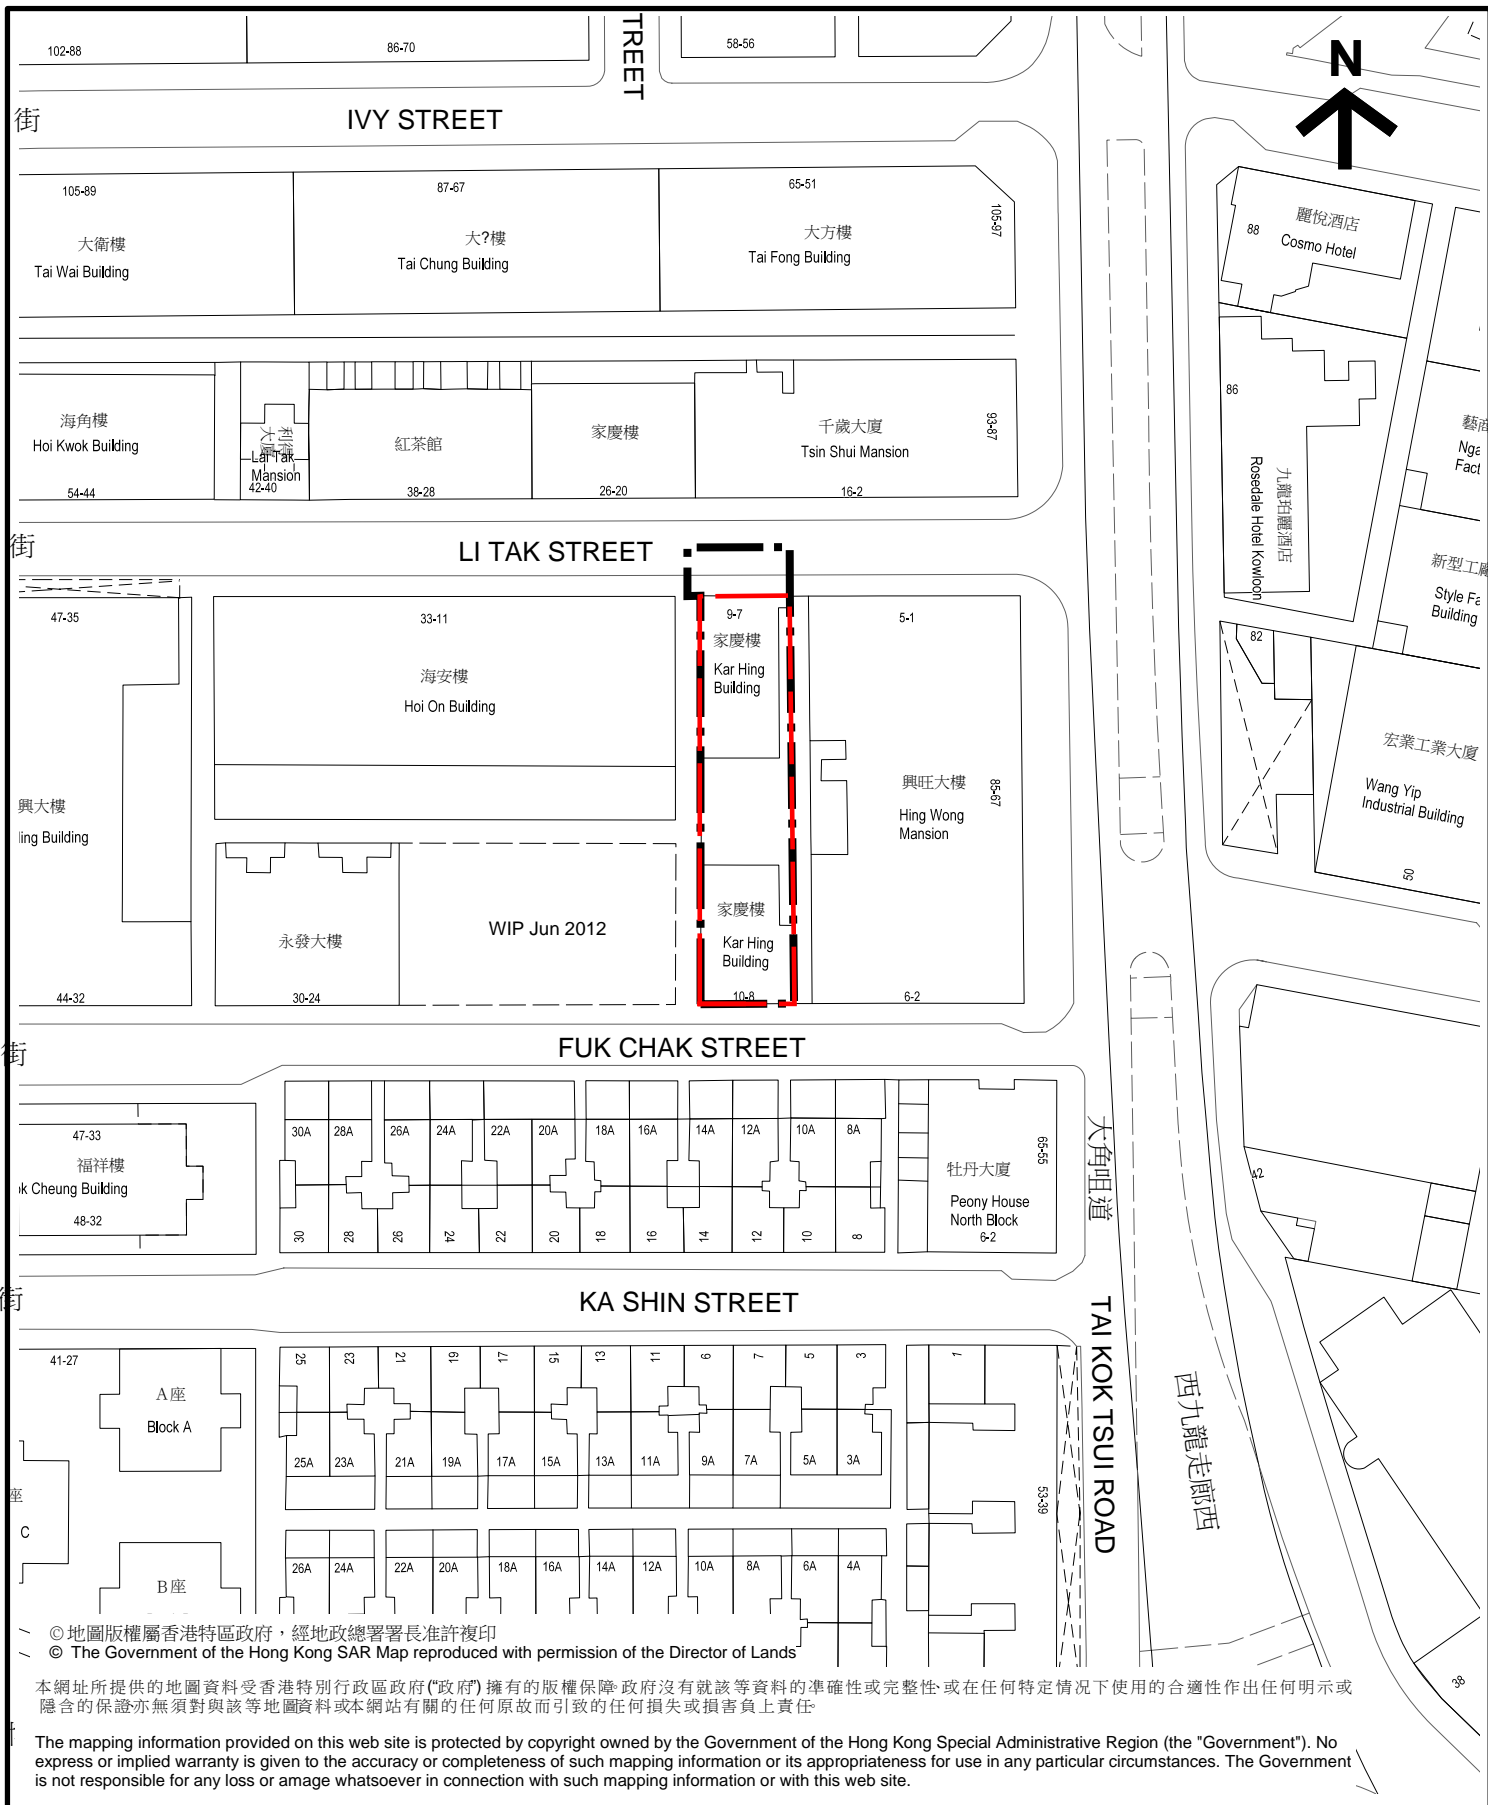 102-88
86-70
TREET
58-56
N
街
IVY STREET
105-89
大衛樓
Tai Wai Building
87-67
大?樓
Tai Chung Building
65-51
大方樓
Tai Fong Building
105-97
88
麗悅酒店
Cosmo Hotel
海角樓
Hoi Kwok Building
54-44
利得
大廈
Lai Tak
Mansion
42-40
紅茶館
38-28
家慶樓
26-20
千歲大廈
Tsin Shui Mansion
16-2
93-87
86
九龍珀麗酒店
Rosedale Hotel Kowloon
藝商
Nga
Fact
街
LI TAK STREET
新型工廠
Style Fa
Building
47-35
33-11
海安樓
Hoi On Building
9-7
家慶樓
Kar Hing
Building
5-1
82
興大樓
ling Building
興旺大樓
Hing Wong
Mansion
85-67
宏業工業大廈
Wang Yip
Industrial Building
50
永發大樓
30-24
WIP Jun 2012
家慶樓
Kar Hing
Building
10-8
6-2
44-32
街
FUK CHAK STREET
47-33
福祥樓
ok Cheung Building
48-32
30A
28A
26A
24A
22A
20A
18A
16A
14A
12A
10A
8A
30
28
26
24
22
20
18
16
14
12
10
8
牡丹大廈
Peony House
North Block
6-2
65-55
大角咀道
42
街
KA SHIN STREET
TAI KOK TSUI ROAD
西九龍走廊西
41-27
A座
Block A
25
23
21
19
17
15
13
11
6
7
5
3
1
25A
23A
21A
19A
17A
15A
13A
11A
9A
7A
5A
3A
53-39
座
C
B座
26A
24A
22A
20A
18A
16A
14A
12A
10A
8A
6A
4A
38
©地圖版權屬香港特區政府，經地政總署署長准許複印
© The Government of the Hong Kong SAR Map reproduced with permission of the Director of Lands
本網址所提供的地圖資料受香港特別行政區政府(“政府”) 擁有的版權保障。政府沒有就該等資料的準確性或完整性，或在任何特定情況下使用的合適性作出任何明示或
隱含的保證，亦無須對與該等地圖資料或本網站有關的任何原故而引致的任何損失或損害負上責任。
The mapping information provided on this web site is protected by copyright owned by the Government of the Hong Kong Special Administrative Region (the "Government"). No
express or implied warranty is given to the accuracy or completeness of such mapping information or its appropriateness for use in any particular circumstances. The Government
is not responsible for any loss or amage whatsoever in connection with such mapping information or with this web site.